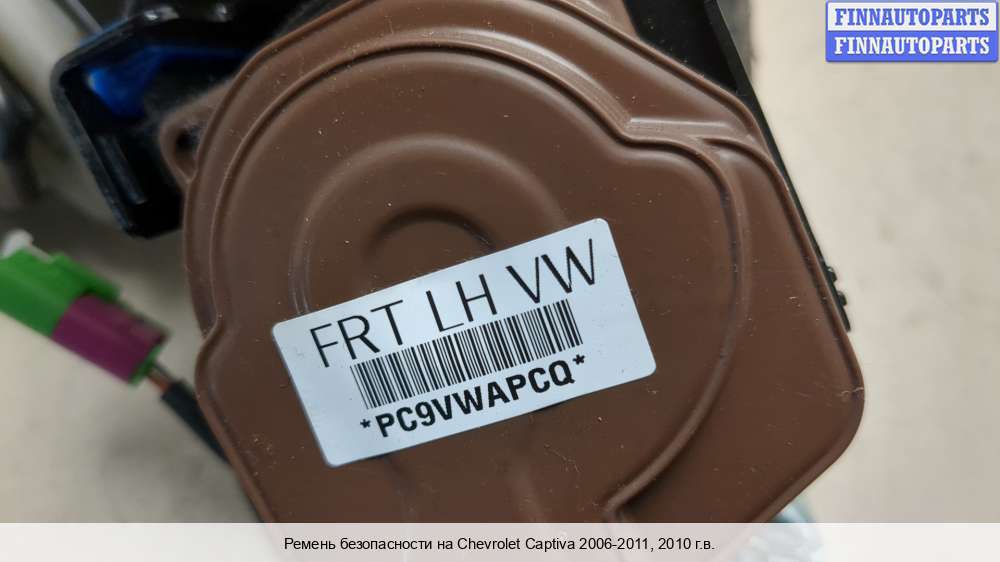 FINNAUTOPARTS
FINNAUTOPARTS
FRT LH VW
*PC9VWAPCQ*
Ремень безопасности на Chevrolet Captiva 2006-2011, 2010 г.в.